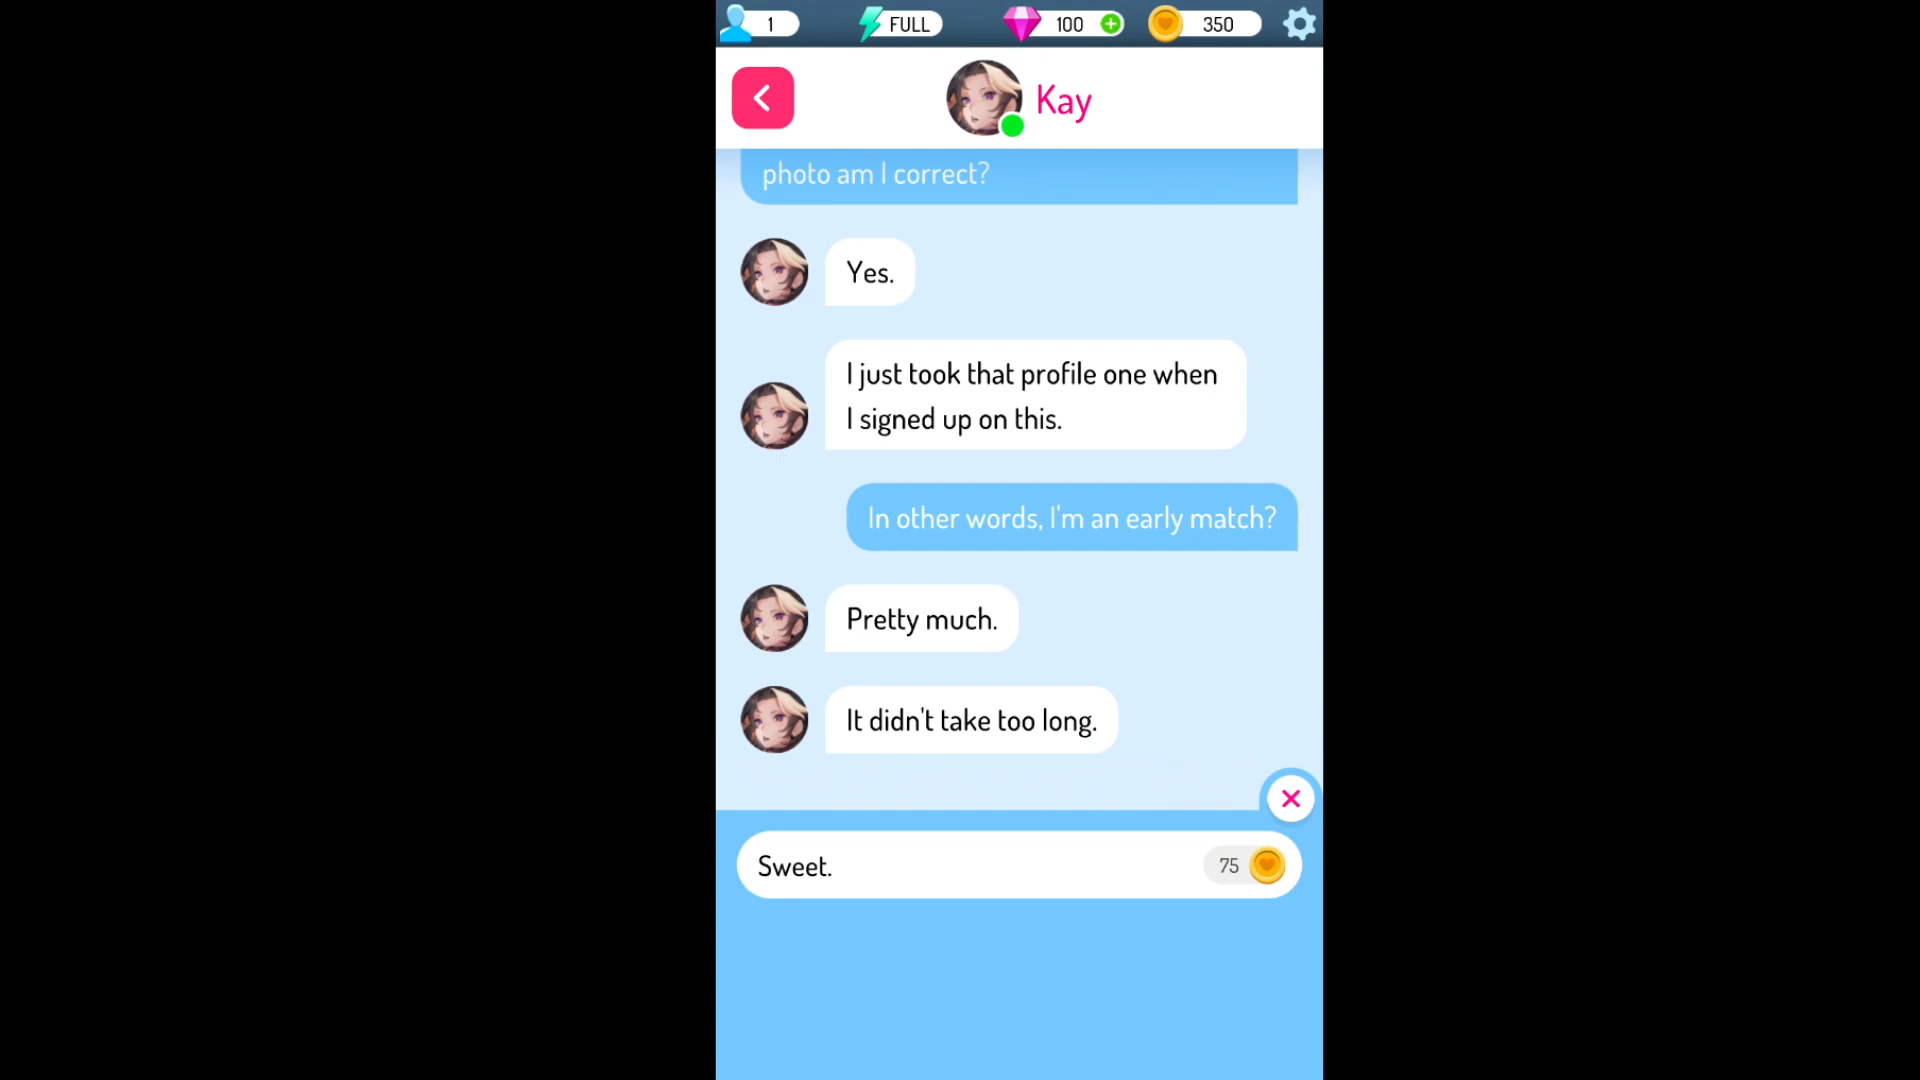 1
FULL
100
350
Kay
photo am I correct?
Yes.
I just took that profile one when
I signed up on this.
In other words, I'm an early match?
Pretty much.
It didn't take too long.
Sweet.
75